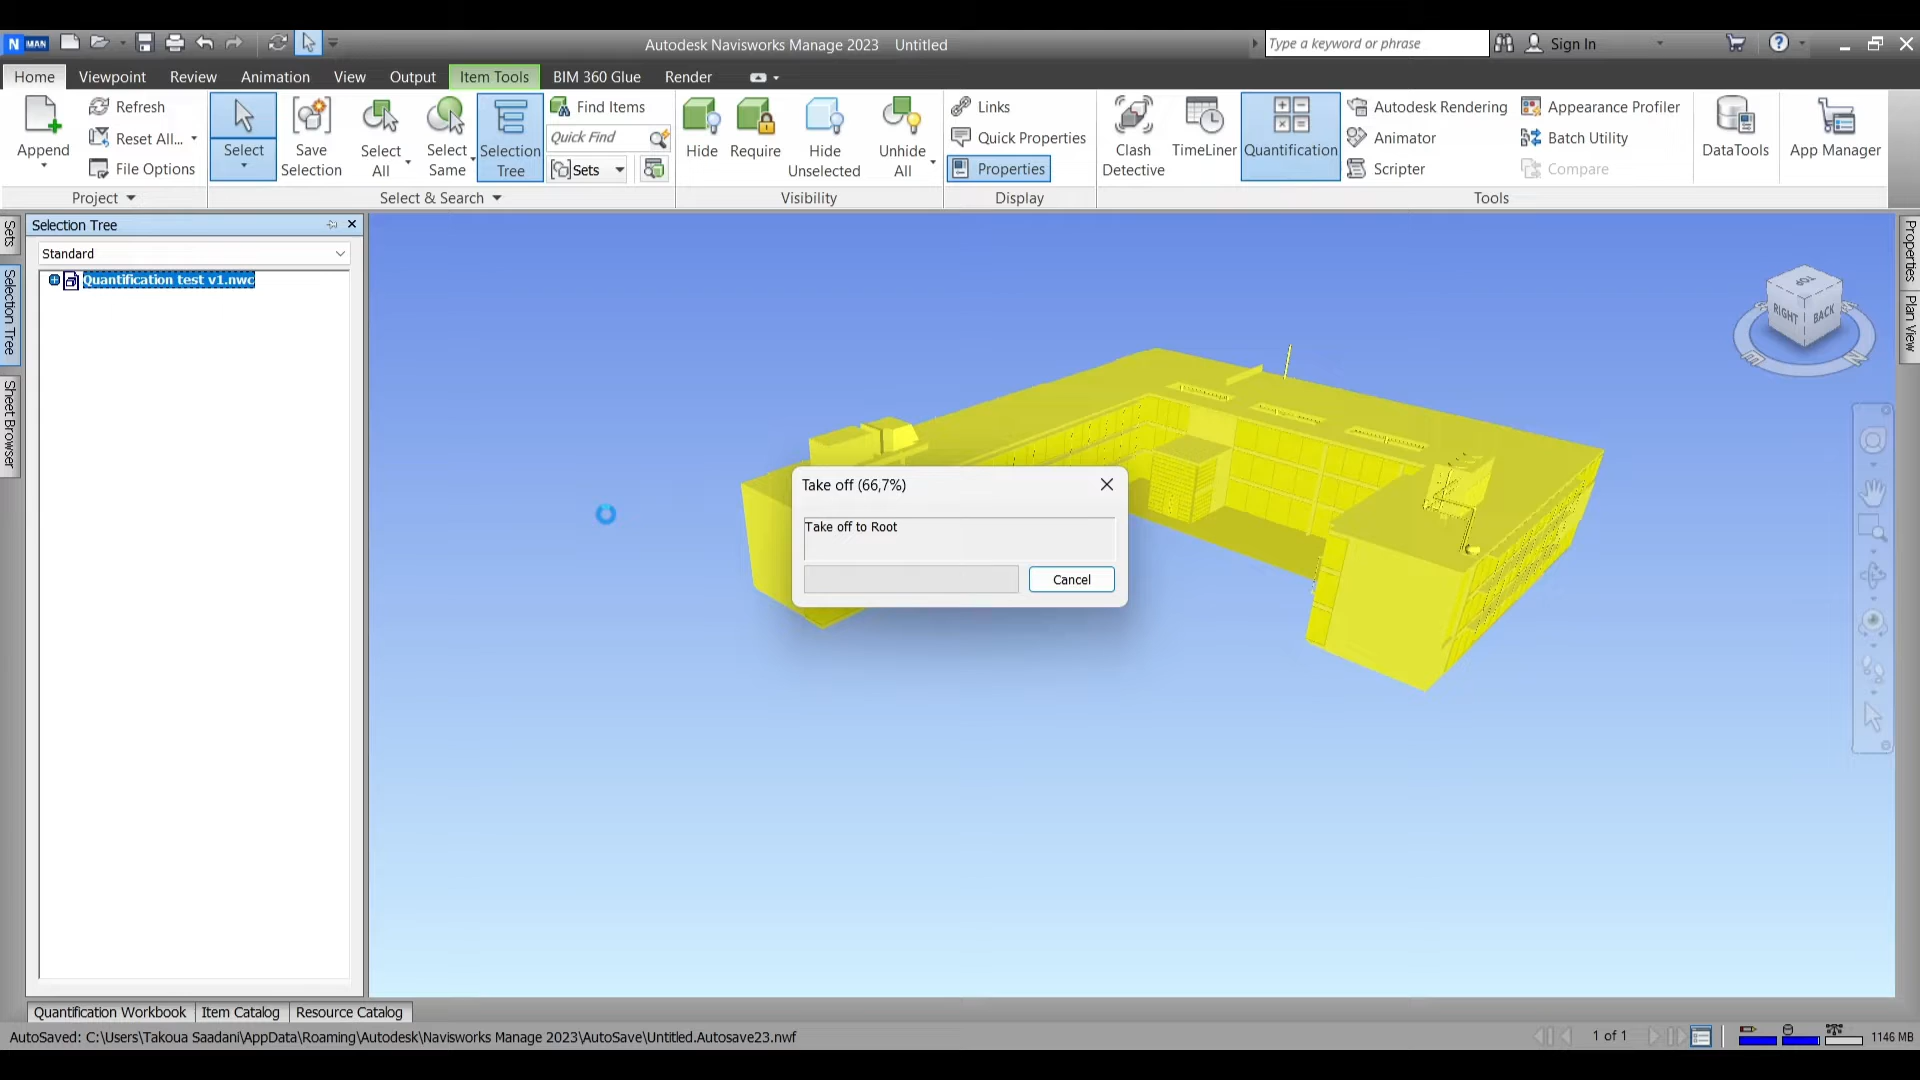 N MAN
Autodesk Navisworks Manage 2023 Untitled
Type a keyword or phrase
Sign In
Home
Viewpoint
Review
Animation
View
Output
Item Tools
BIM 360 Glue
Render
Append
Refresh
Reset All...
File Options
Project
Select
Save
Selection
Select
All
Select
Same
Selection
Tree
Find Items
Quick Find
Sets
Select & Search
Hide
Require
Hide
Unselected
Unhide
All
Visibility
Links
Quick Properties
Properties
Display
Clash
Detective
TimeLiner
Quantification
Autodesk Rendering
Animator
Scripter
Appearance Profiler
Batch Utility
Compare
DataTools
App Manager
Tools
Sets
Selection Tree
Sheet Browser
Selection Tree
Standard
Quantification test v1.nwc
TOP
RIGHT
BACK
E
N
Properties
Plan View
Take off (66,7%)
Take off to Root
Cancel
Quantification Workbook
Item Catalog
Resource Catalog
AutoSaved: C:\Users\Takoua Saadani\AppData\Roaming\Autodesk\Navisworks Manage 2023\AutoSave\Untitled.Autosave23.nwf
1 of 1
1146 MB